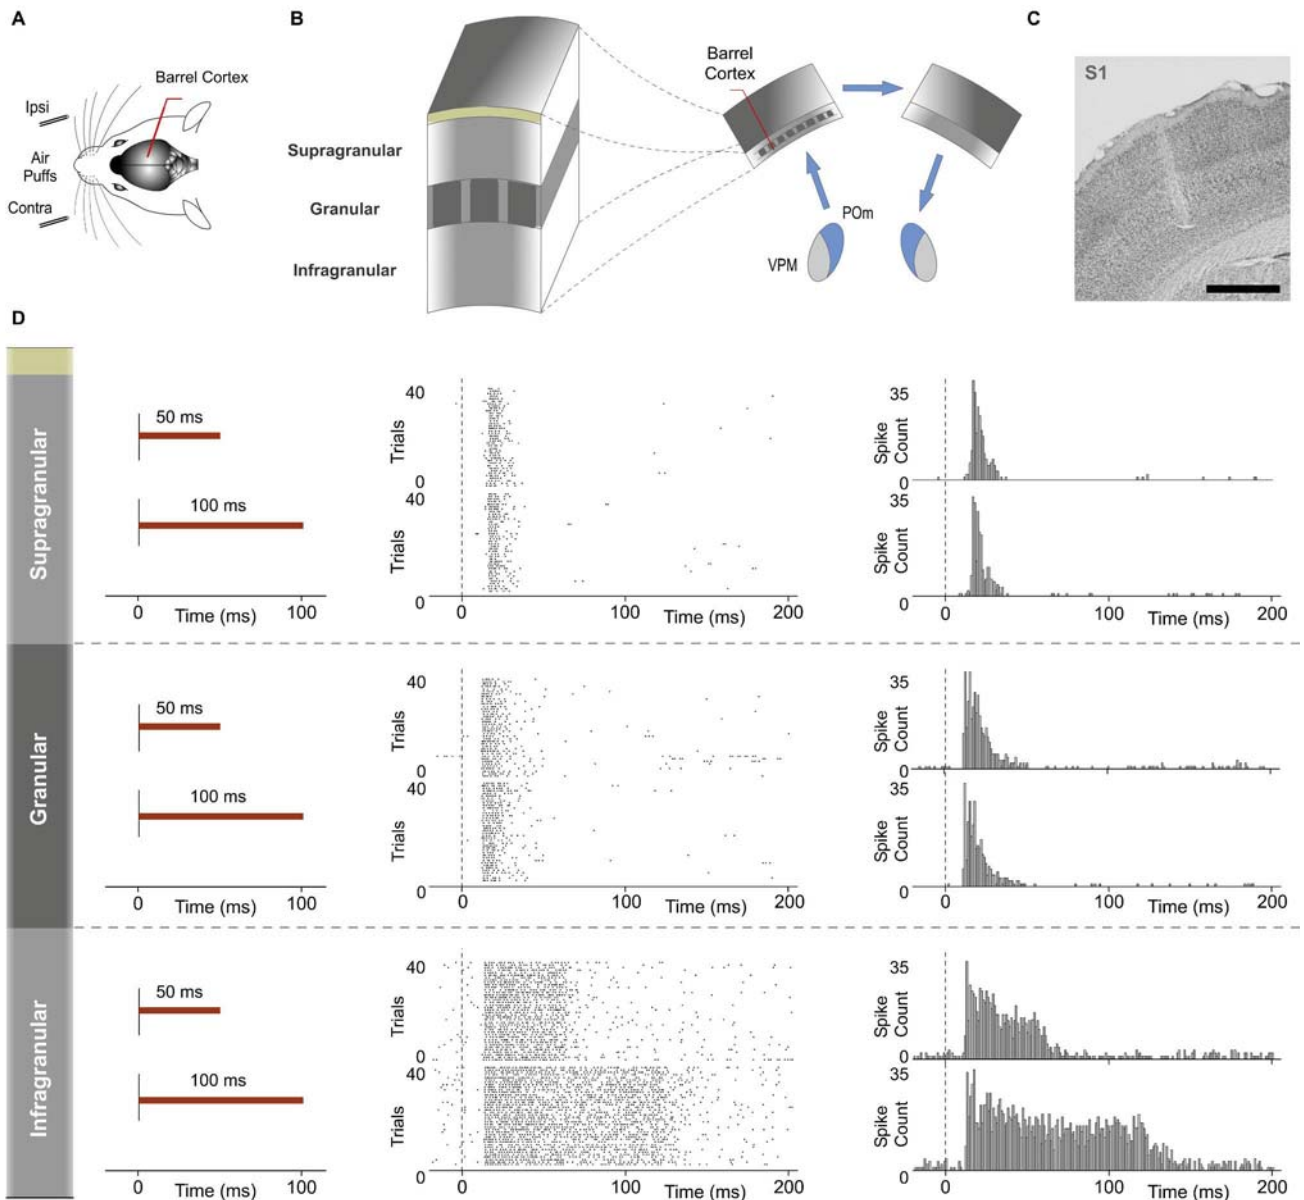 A
Barrel Cortex
Ipsi
Air
Puffs
Contra
B
Supragranular
Granular
Infragranular
Barrel
Cortex
POm
VPM
C
S1
D
Supragranular
50 ms
100 ms
0
100
Time (ms)
40
Trials
0
40
Trials
0
0
100
200
Time (ms)
35
Spike
Count
0
35
Spike
Count
0
0
100
200
Time (ms)
Granular
50 ms
100 ms
0
100
Time (ms)
40
Trials
0
40
Trials
0
0
100
200
Time (ms)
35
Spike
Count
0
35
Spike
Count
0
0
100
200
Time (ms)
Infragranular
50 ms
100 ms
0
100
Time (ms)
40
Trials
0
40
Trials
0
0
100
200
Time (ms)
35
Spike
Count
0
35
Spike
Count
0
0
100
200
Time (ms)